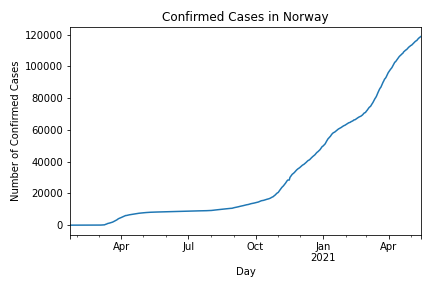 Confirmed Cases in Norway
120000
100000
80000
60000
40000
20000
0
Number of Confirmed Cases
Apr
Jul
Oct
Jan
2021
Apr
Day